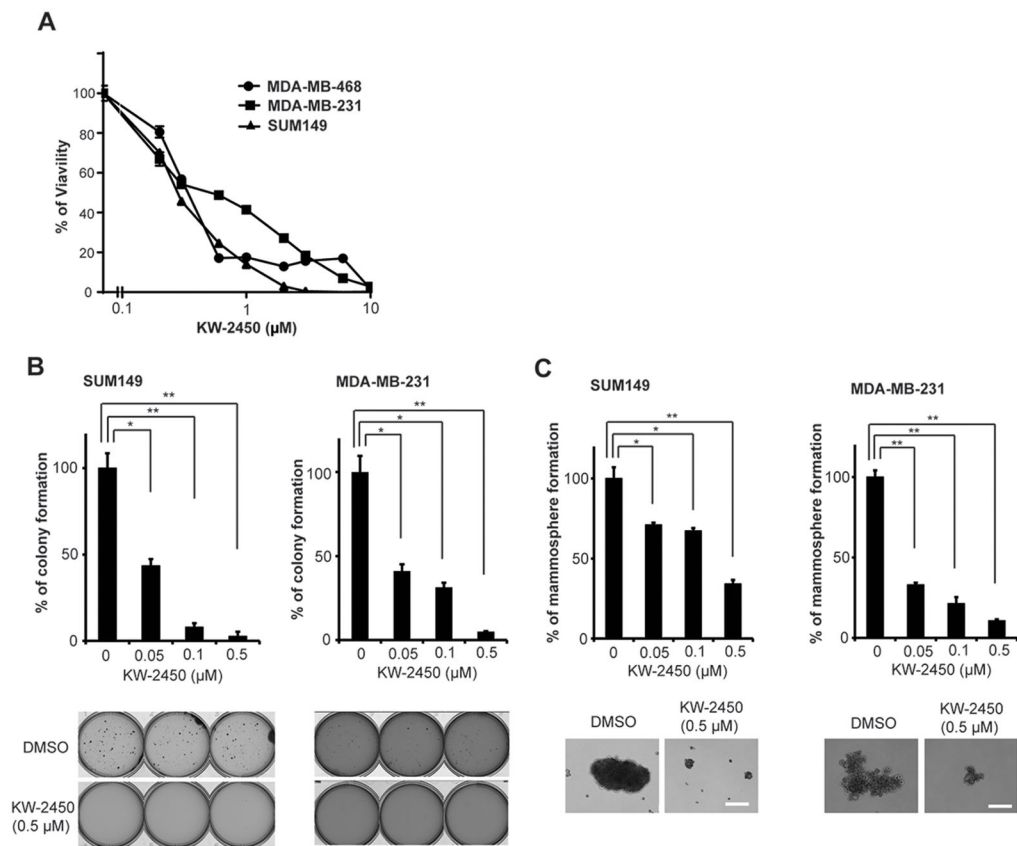 A
MDA-MB-468
MDA-MB-231
SUM149
% of Viavility
100
80
60
40
20
0
0.1
1
10
KW-2450 (µM)
B
SUM149
**
**
*
% of colony formation
100
50
0
0
0.05
0.1
0.5
KW-2450 (µM)
MDA-MB-231
**
*
*
% of colony formation
100
50
0
0
0.05
0.1
0.5
KW-2450 (µM)
DMSO
KW-2450
(0.5 µM)
C
SUM149
**
*
*
% of mammosphere formation
100
50
0
0
0.05
0.1
0.5
KW-2450 (µM)
MDA-MB-231
**
**
**
% of mammosphere formation
100
50
0
0
0.05
0.1
0.5
KW-2450 (µM)
DMSO
KW-2450
(0.5 µM)
DMSO
KW-2450
(0.5 µM)